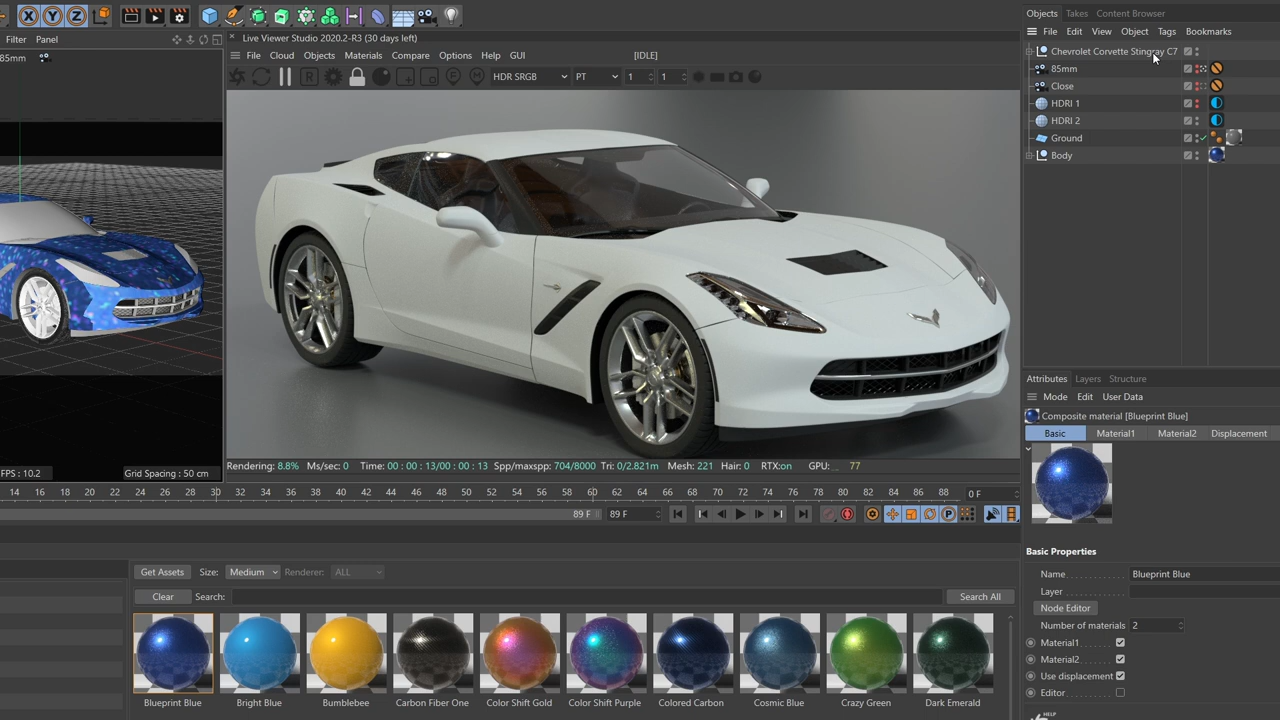 Objects Takes Content Browser
X Y Z
File Edit View Object Tags Bookmarks
Filter Panel
85mm
Live Viewer Studio 2020.2-R3 (30 days left)
File Cloud Objects Materials Compare Options Help GUI [IDLE]
HDR SRGB PT 1 1
Chevrolet Corvette Stingray C7
85mm
Close
HDRI 1
HDRI 2
Ground
Body
Attributes Layers Structure
Mode Edit User Data
Composite material [Blueprint Blue]
Basic Material1 Material2 Displacement
FPS : 10.2 Grid Spacing : 50 cm
Rendering: 8.8% Ms/sec: 0 Time: 00 : 00 : 13/00 : 00 : 13 Spp/maxspp: 704/8000 Tri: 0/2.821m Mesh: 221 Hair: 0 RTX:on GPU: 77
14 16 18 20 22 24 26 28 30 32 34 36 38 40 42 44 46 48 50 52 54 56 58 60 62 64 66 68 70 72 74 76 78 80 82 84 86 88 0 F
89 F 89 F
Basic Properties
Name Blueprint Blue
Layer
Node Editor
Number of materials 2
Material1
Material2
Use displacement
Editor
HELP
Get Assets Size: Medium Renderer: ALL
Clear Search: Search All
Blueprint Blue Bright Blue Bumblebee Carbon Fiber One Color Shift Gold Color Shift Purple Colored Carbon Cosmic Blue Crazy Green Dark Emerald